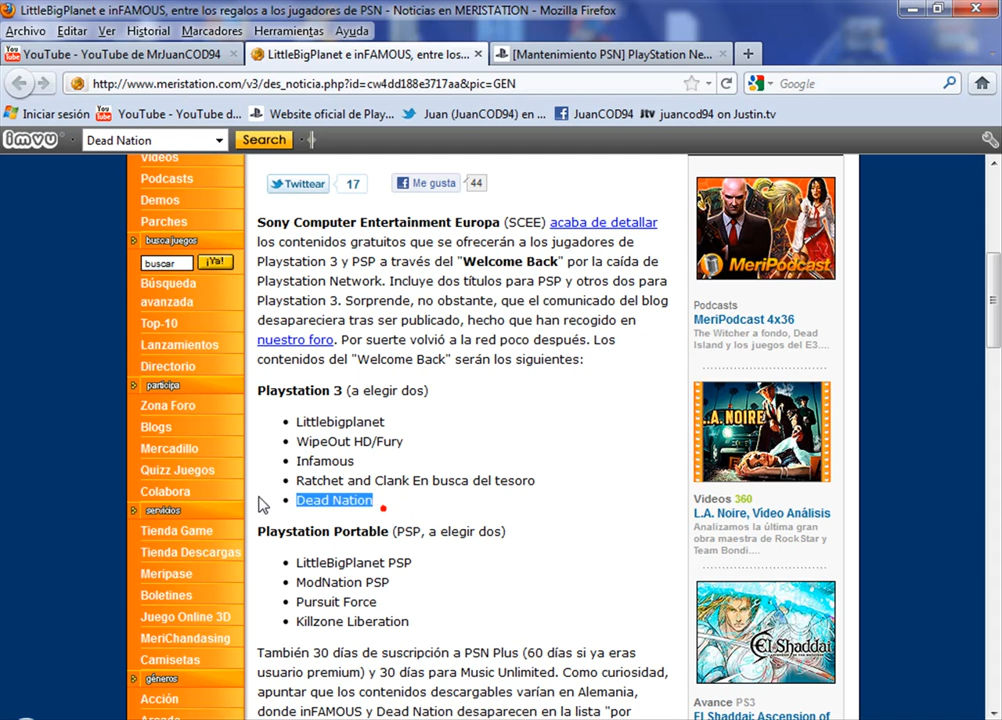 LittleBigPlanet e inFAMOUS, entre los regalos a los jugadores de PSN - Noticias en MERISTATION - Mozilla Firefox
Archivo Editar Ver Historial Marcadores Herramientas Ayuda
YouTube - YouTube de MrJuanCOD94
LittleBigPlanet e inFAMOUS, entre los...
[Mantenimiento PSN] PlayStation Ne...
http://www.meristation.com/v3/des_noticia.php?id=cw4dd188e3717aa&pic=GEN
Google
Iniciar sesión YouTube - YouTube d... Website oficial de Play... Juan (JuanCOD94) en ... JuanCOD94 juancod94 on Justin.tv
imvu Dead Nation Search
Videos
Podcasts
Demos
Parches
busca juegos
buscar ¡Ya!
Búsqueda
avanzada
Top-10
Lanzamientos
Directorio
participa
Zona Foro
Blogs
Mercadillo
Quizz Juegos
Colabora
servicios
Tienda Game
Tienda Descargas
Meripase
Boletines
Juego Online 3D
MeriChandasing
Camisetas
géneros
Acción
Twittear 17 Me gusta 44
Sony Computer Entertainment Europa (SCEE) acaba de detallar
los contenidos gratuitos que se ofrecerán a los jugadores de
Playstation 3 y PSP a través del "Welcome Back" por la caída de
Playstation Network. Incluye dos títulos para PSP y otros dos para
Playstation 3. Sorprende, no obstante, que el comunicado del blog
desapareciera tras ser publicado, hecho que han recogido en
nuestro foro. Por suerte volvió a la red poco después. Los
contenidos del "Welcome Back" serán los siguientes:
Playstation 3 (a elegir dos)
Littlebigplanet
WipeOut HD/Fury
Infamous
Ratchet and Clank En busca del tesoro
Dead Nation
Playstation Portable (PSP, a elegir dos)
LittleBigPlanet PSP
ModNation PSP
Pursuit Force
Killzone Liberation
También 30 días de suscripción a PSN Plus (60 días si ya eras
usuario premium) y 30 días para Music Unlimited. Como curiosidad,
apuntar que los contenidos descargables varían en Alemania,
donde inFAMOUS y Dead Nation desaparecen en la lista "por
MeriPodcast
Podcasts
MeriPodcast 4x36
The Witcher a fondo, Dead
Island y los juegos del E3....
L.A. NOIRE
Videos 360
L.A. Noire, Vídeo Análisis
Analizamos la última gran
obra maestra de RockStar y
Team Bondi....
El Shaddai
Avance PS3
El Shaddai: Ascension of